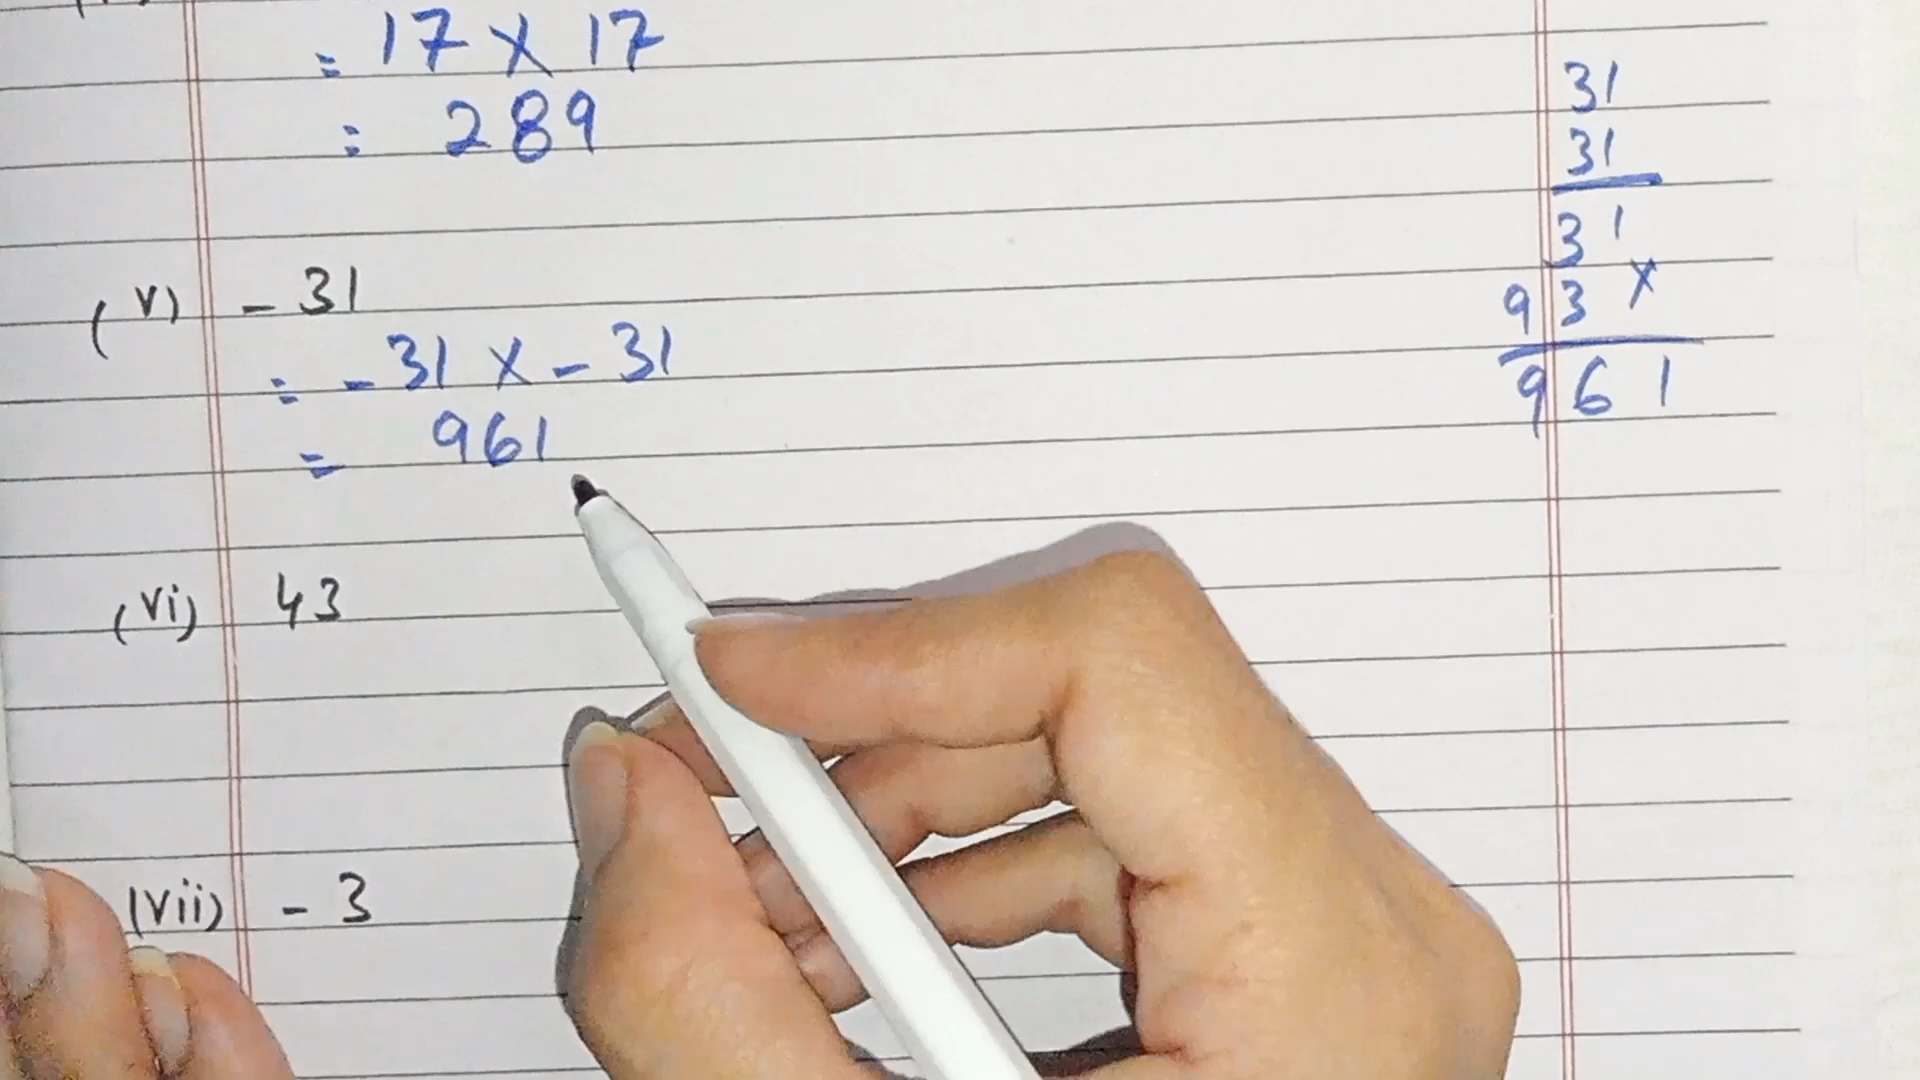 = 17 X 17
= 289
(v) - 31
= - 31 X - 31
= 961
(vi) 43
(vii) - 3
31
31
31
93 X
961